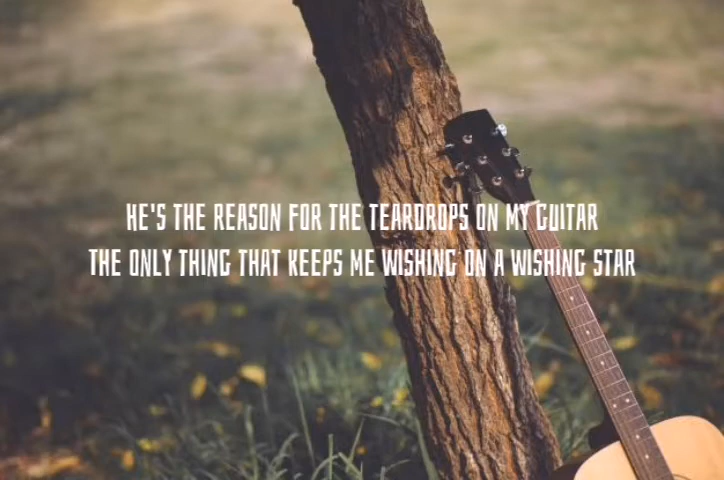 HE'S THE REASON FOR THE TEARDROPS ON MY GUITAR
THE ONLY THING THAT KEEPS ME WISHING ON A WISHING STAR